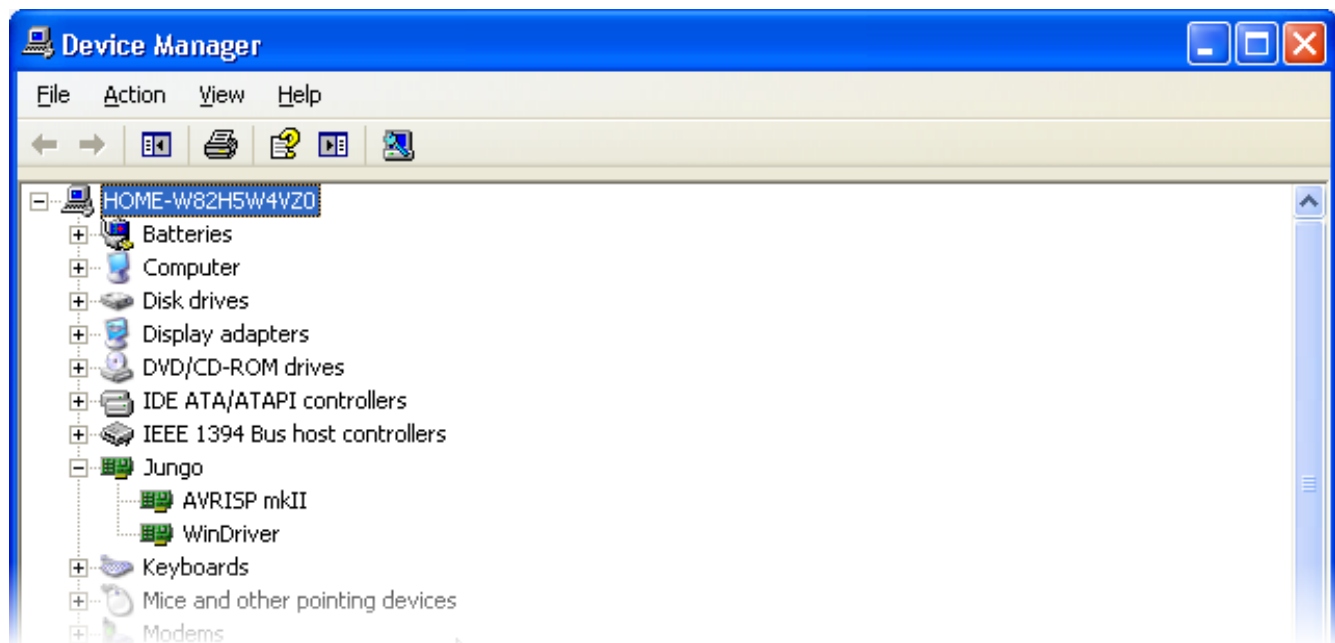 Device Manager
File Action View Help
HOME-W82H5W4VZ0
Batteries
Computer
Disk drives
Display adapters
DVD/CD-ROM drives
IDE ATA/ATAPI controllers
IEEE 1394 Bus host controllers
Jungo
AVRISP mkII
WinDriver
Keyboards
Mice and other pointing devices
Modems